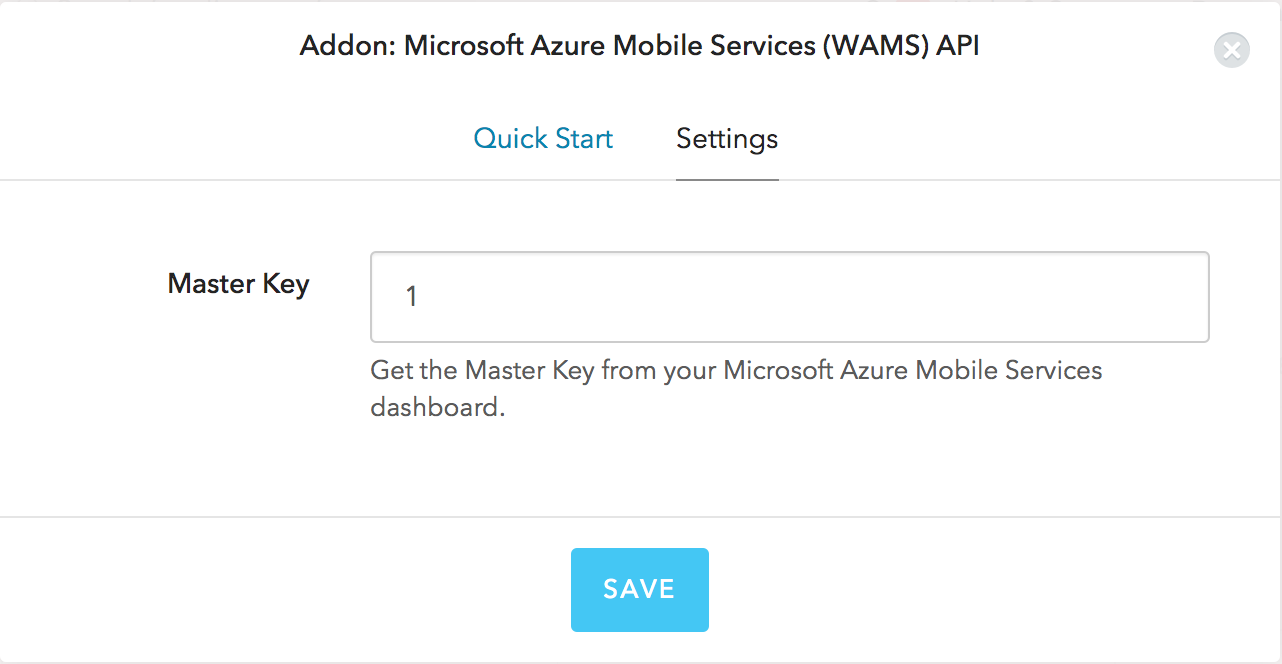 Addon: Microsoft Azure Mobile Services (WAMS) API
Quick Start Settings
Master Key
1
Get the Master Key from your Microsoft Azure Mobile Services
dashboard.
SAVE